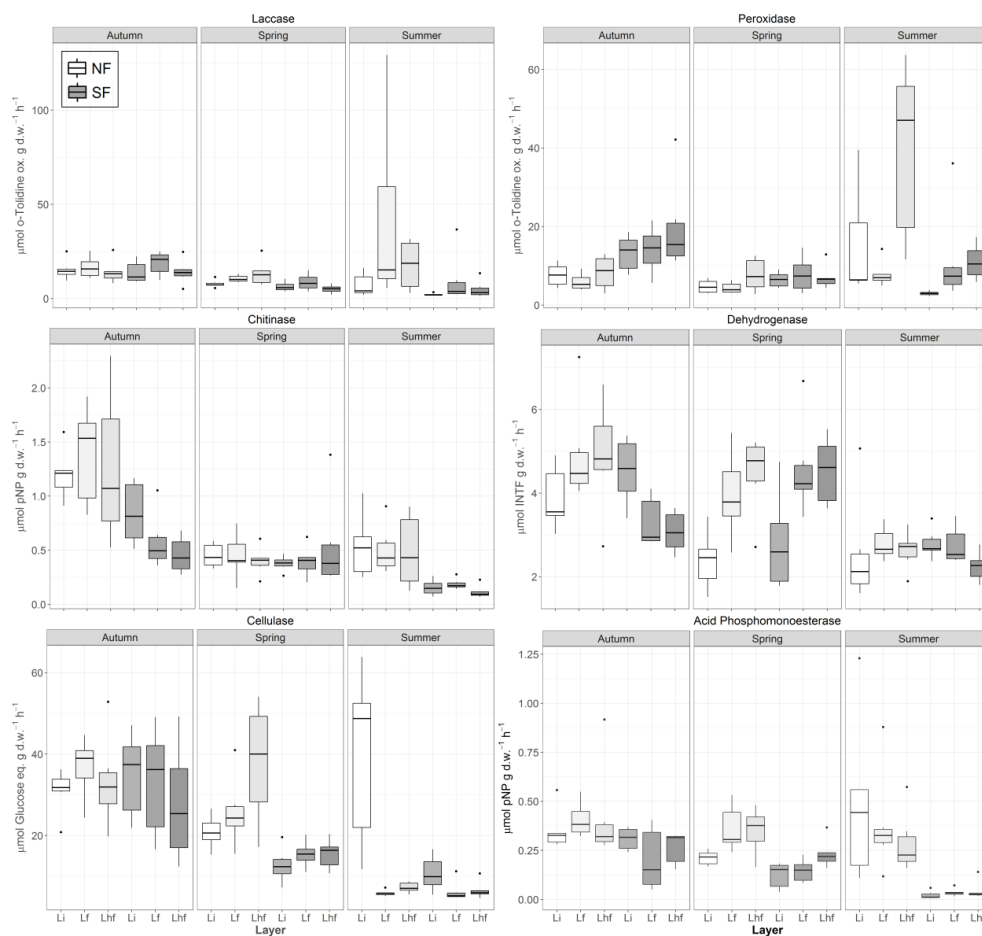 Laccase
Autumn Spring Summer
NF
SF
μmol o-Tolidine ox. g d.w.⁻¹ h⁻¹
100
50
0
Peroxidase
Autumn Spring Summer
μmol o-Tolidine ox. g d.w.⁻¹ h⁻¹
60
40
20
0
Chitinase
Autumn Spring Summer
μmol pNP g d.w.⁻¹ h⁻¹
2.0
1.5
1.0
0.5
0.0
Dehydrogenase
Autumn Spring Summer
μmol INTF g d.w.⁻¹ h⁻¹
6
4
2
Cellulase
Autumn Spring Summer
μmol Glucose eq. g d.w.⁻¹ h⁻¹
60
40
20
Li Lf Lhf Li Lf Lhf Li Lf Lhf Li Lf Lhf Li Lf Lhf Li Lf Lhf
Layer
Acid Phosphomonoesterase
Autumn Spring Summer
μmol pNP g d.w.⁻¹ h⁻¹
1.25
1.00
0.75
0.50
0.25
0.00
Li Lf Lhf Li Lf Lhf Li Lf Lhf Li Lf Lhf Li Lf Lhf Li Lf Lhf
Layer